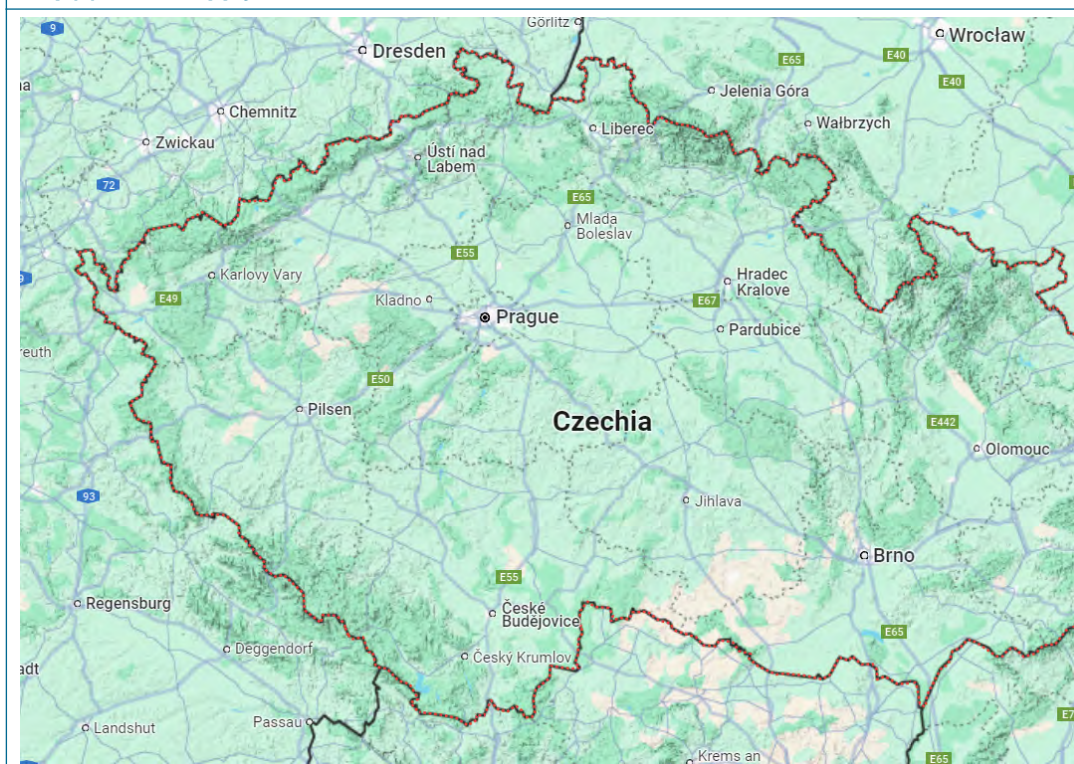 Görlitz
9
Dresden
Wrocław
E65
E40
E40
na
Chemnitz
Jelenia Góra
Zwickau
Liberec
Wałbrzych
Ústí nad
Labem
72
E65
Mlada
Boleslav
E55
Karlovy Vary
Hradec
Kralove
E49
Kladno
E67
Prague
Pardubice
reuth
E50
Pilsen
Czechia
E442
Olomouc
93
Jihlava
Brno
E55
Regensburg
České
Budějovice
E65
Deggendorf
Český Krumlov
adt
Passau
Landshut
E65
Krems an